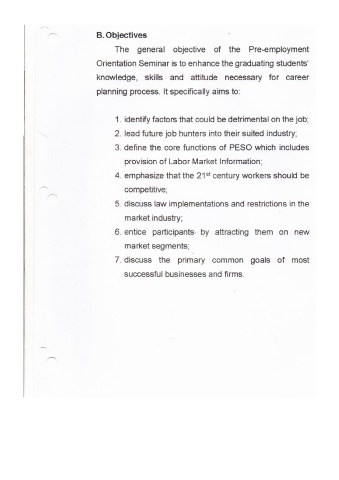 B. Objectives
The general objective of the Pre-employment
Orientation Seminar is to enhance the graduating students'
knowledge, skills and attitude necessary for career
planning process. It specifically aims to:
1. identify factors that could be detrimental on the job;
2. lead future job hunters into their suited industry;
3. define the core functions of PESO which includes
provision of Labor Market Information;
4. emphasize that the 21st century workers should be
competitive;
5. discuss law implementations and restrictions in the
market industry;
6. entice participants by attracting them on new
market segments;
7. discuss the primary common goals of most
successful businesses and firms.